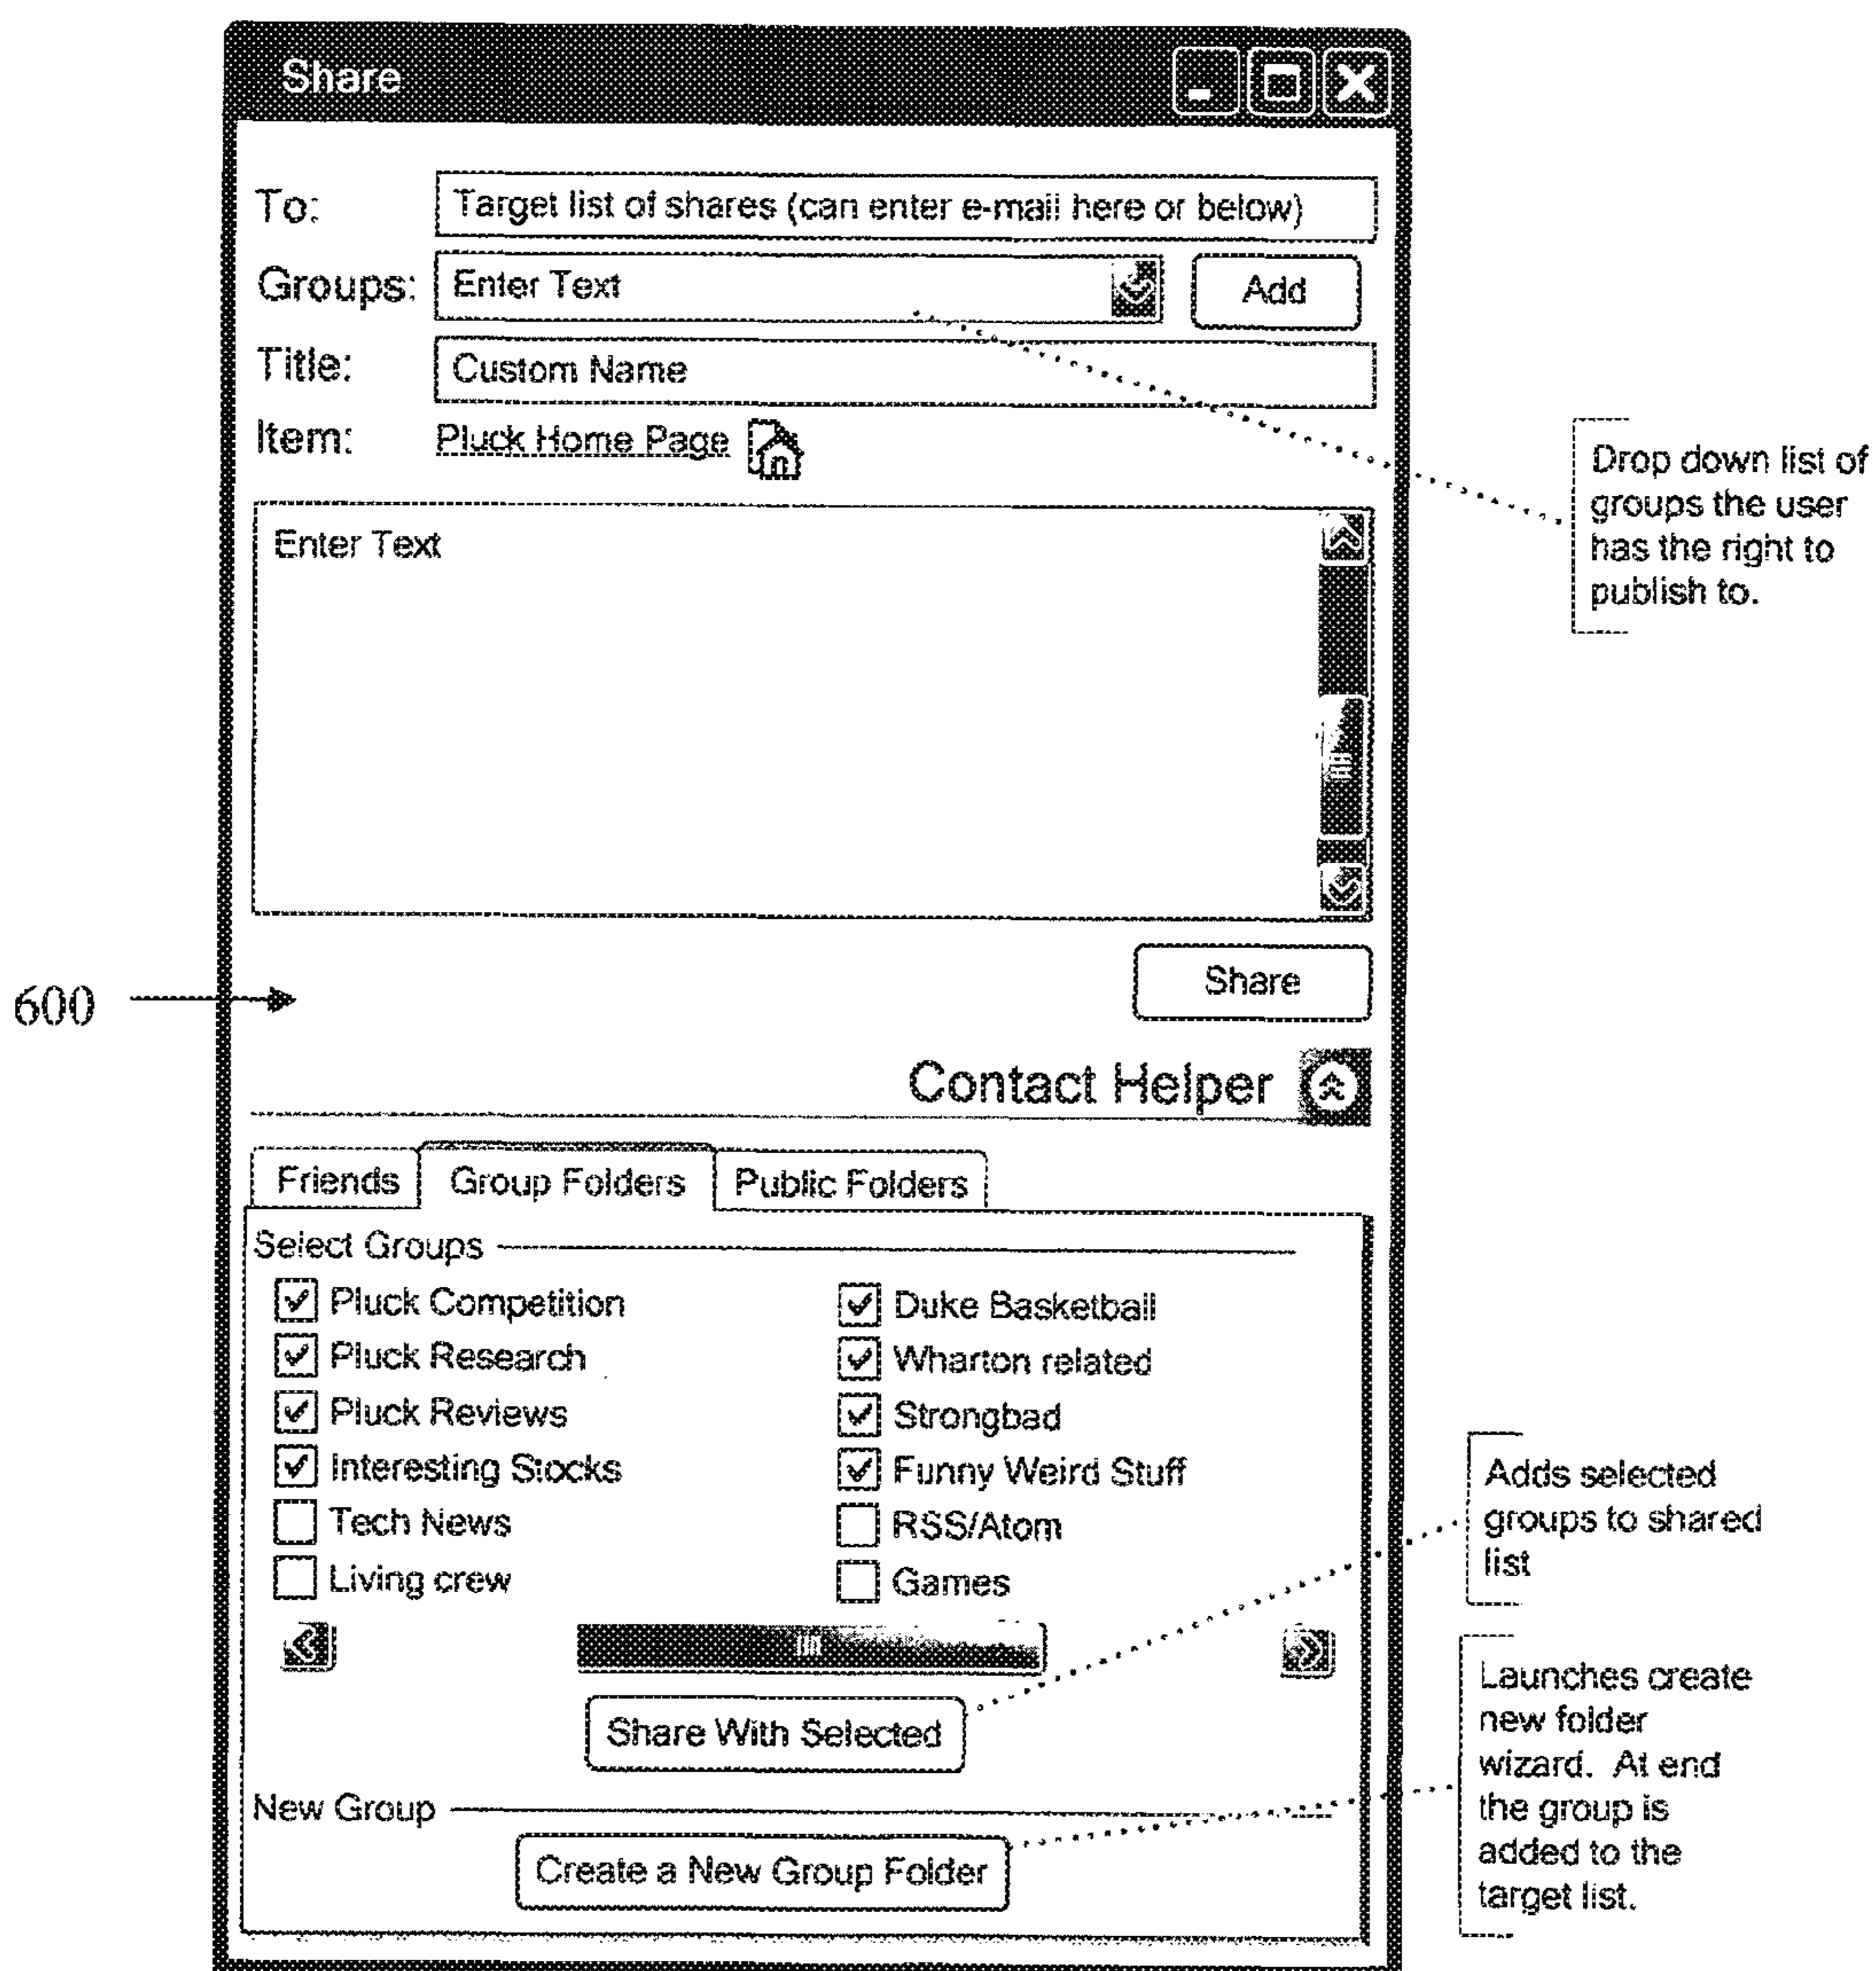 Share
To: Target list of shares (can enter e-mail here or below)
Groups: Enter Text Add
Title: Custom Name
Item: Pluck Home Page
Enter Text
Drop down list of
groups the user
has the right to
publish to.
Share
600
Contact Helper
Friends Group Folders Public Folders
Select Groups
Pluck Competition Duke Basketball
Pluck Research Wharton related
Pluck Reviews Strongbad
Interesting Stocks Funny Weird Stuff
Tech News RSS/Atom
Living crew Games
Adds selected
groups to shared
list
Share With Selected
Launches create
new folder
wizard. At end
the group is
added to the
target list.
New Group
Create a New Group Folder